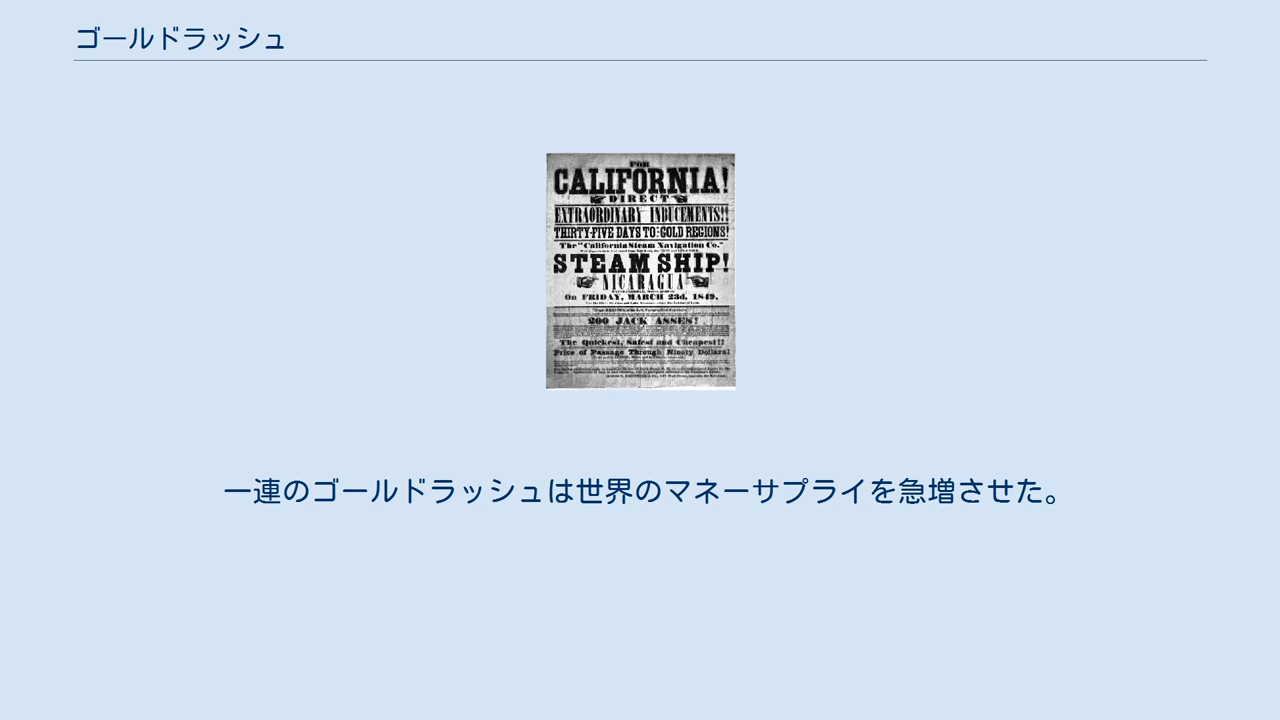 ゴールドラッシュ
FOR
CALIFORNIA!
DIRECT
EXTRAORDINARY INDUCEMENTS!!
THIRTY-FIVE DAYS TO GOLD REGIONS!
The "California Steam Navigation Co."
STEAM SHIP!
NICARAGUA
On FRIDAY, MARCH 23d, 1849,
200 JACK ASSES!
The Quickest, Safest and Cheapest!!
Price of Passage Through Ninety Dollars!
一連のゴールドラッシュは世界のマネーサプライを急増させた。